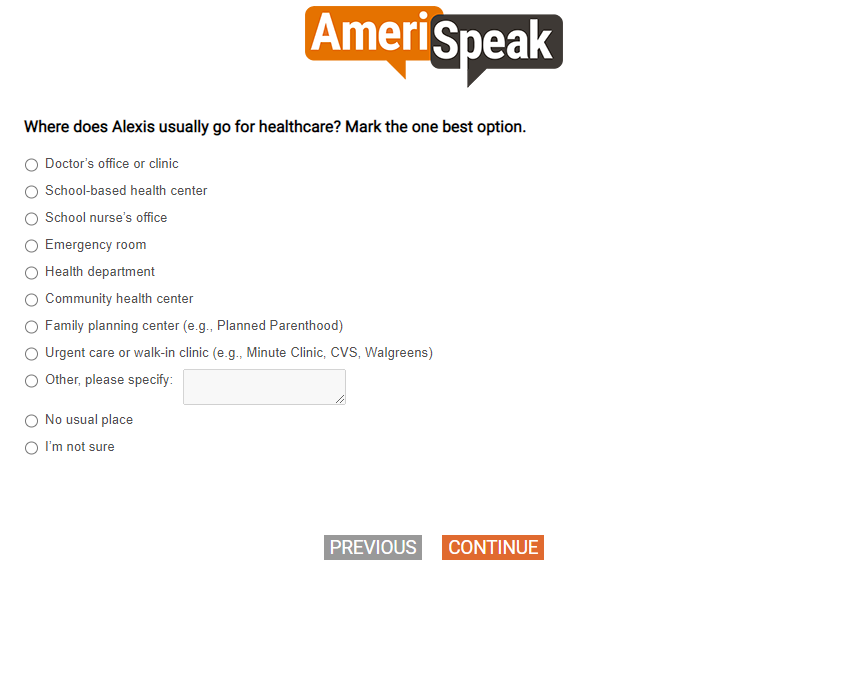 AmeriSpeak
Where does Alexis usually go for healthcare? Mark the one best option.
Doctor's office or clinic
School-based health center
School nurse's office
Emergency room
Health department
Community health center
Family planning center (e.g., Planned Parenthood)
Urgent care or walk-in clinic (e.g., Minute Clinic, CVS, Walgreens)
Other, please specify:
No usual place
I'm not sure
PREVIOUS CONTINUE